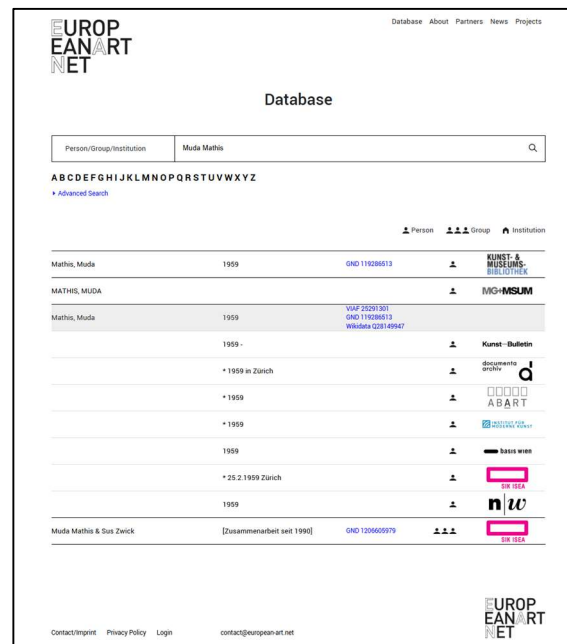 EUROP
EANART
NET
Database About Partners News Projects
Database
Person/Group/Institution Muda Mathis
A B C D E F G H I J K L M N O P Q R S T U V W X Y Z
Advanced Search
Person Group Institution
Mathis, Muda 1959 GND 119286513 KUNST- & MUSEUMS- BIBLIOTHEK
MATHIS, MUDA MG+MSUM
Mathis, Muda 1959 VIAF 25291301
GND 119286513
Wikidata Q28149947
1959 - Kunst—Bulletin
* 1959 in Zürich documenta archiv d
* 1959 ABART
* 1959 INSTITUT FÜR MODERNE KUNST
1959 basis wien
* 25.2.1959 Zürich SIK ISEA
1959 n|w
Muda Mathis & Sus Zwick [Zusammenarbeit seit 1990] GND 1206605979 SIK ISEA
EUROP
EANART
NET
Contact/Imprint Privacy Policy Login contact@european-art.net